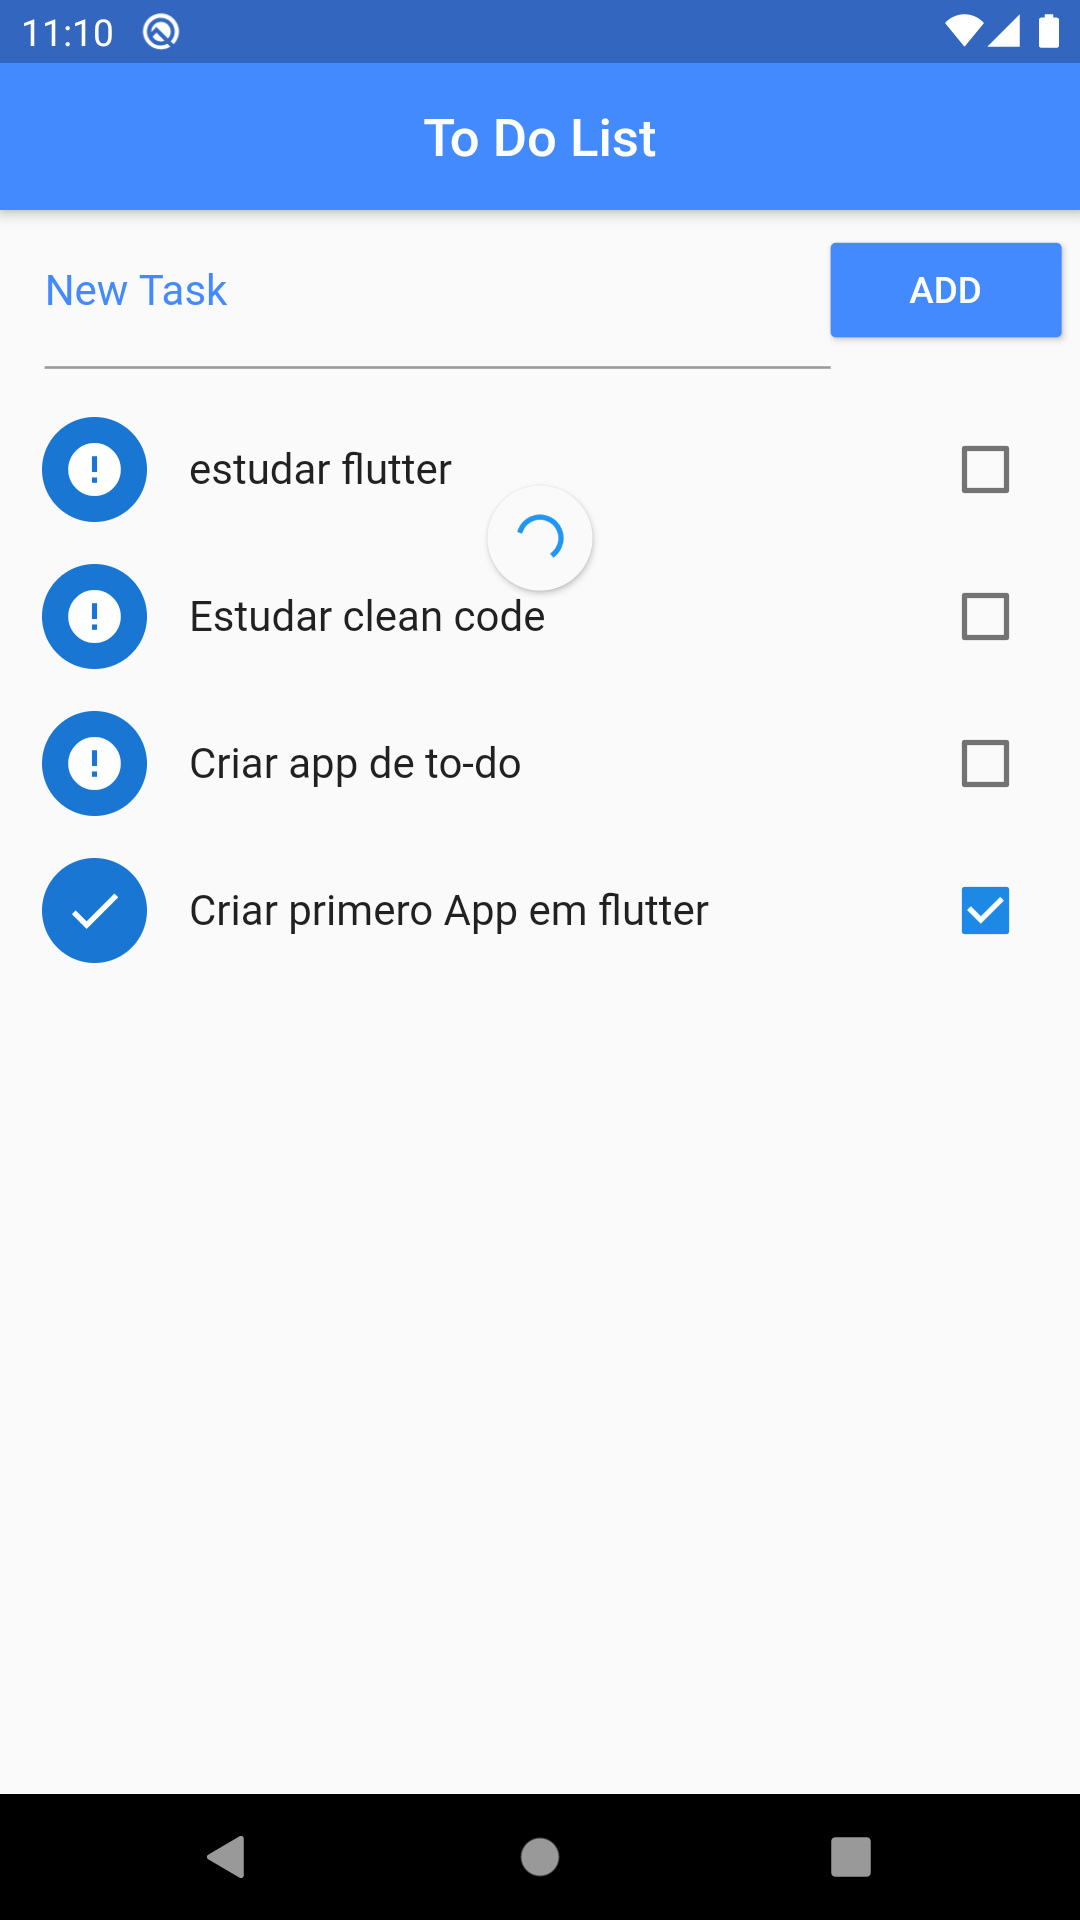 11:10
To Do List
New Task
ADD
estudar flutter
Estudar clean code
Criar app de to-do
Criar primero App em flutter